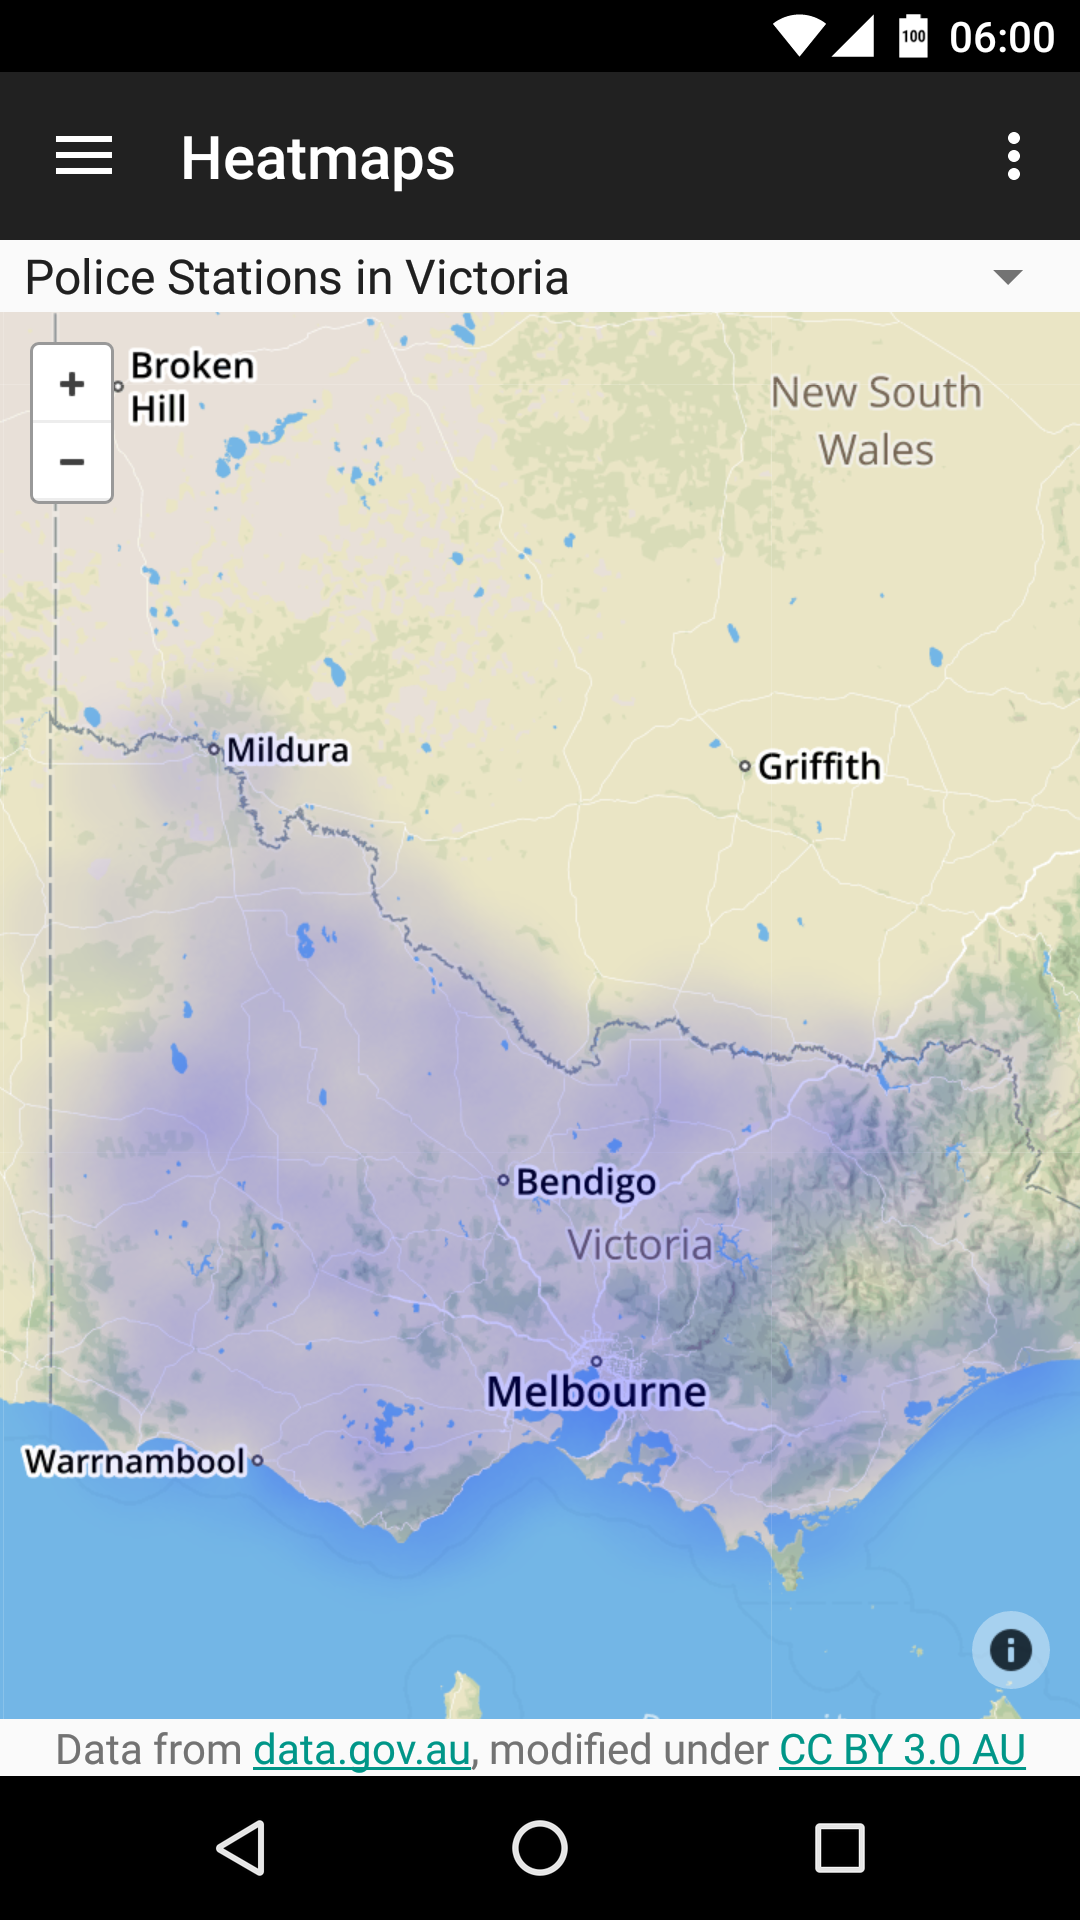 100 06:00
Heatmaps
Police Stations in Victoria
+
Broken
Hill
−
New South
Wales
Mildura
Griffith
Bendigo
Victoria
Melbourne
Warrnambool
Data from data.gov.au, modified under CC BY 3.0 AU